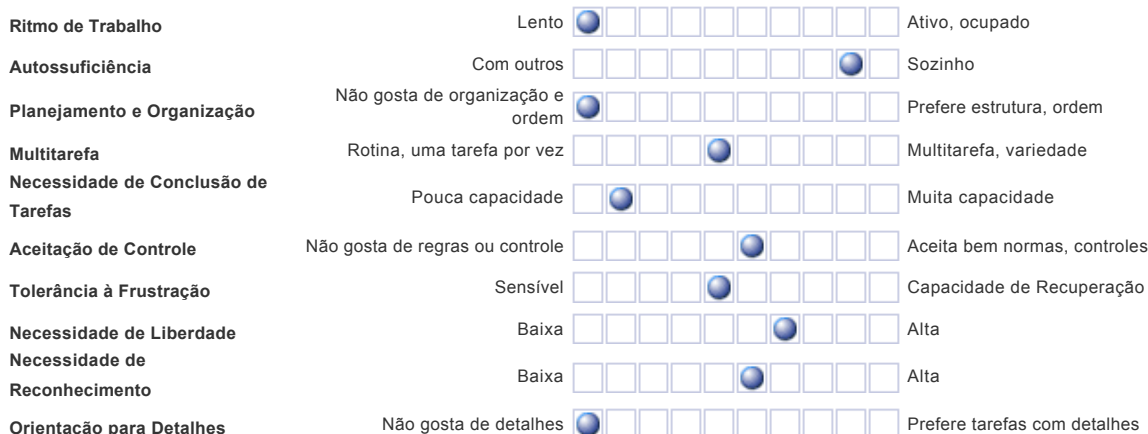 Ritmo de Trabalho Lento Ativo, ocupado
Autossuficiência Com outros Sozinho
Planejamento e Organização Não gosta de organização e
ordem Prefere estrutura, ordem
Multitarefa Rotina, uma tarefa por vez Multitarefa, variedade
Necessidade de Conclusão de
Tarefas Pouca capacidade Muita capacidade
Aceitação de Controle Não gosta de regras ou controle Aceita bem normas, controles
Tolerância à Frustração Sensível Capacidade de Recuperação
Necessidade de Liberdade Baixa Alta
Necessidade de
Reconhecimento Baixa Alta
Orientação para Detalhes Não gosta de detalhes Prefere tarefas com detalhes